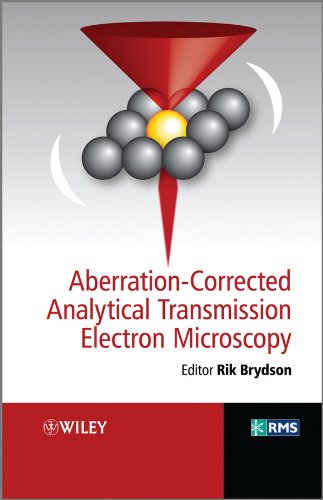 Aberration-Corrected
Analytical Transmission
Electron Microscopy
Editor Rik Brydson
WILEY
RMS